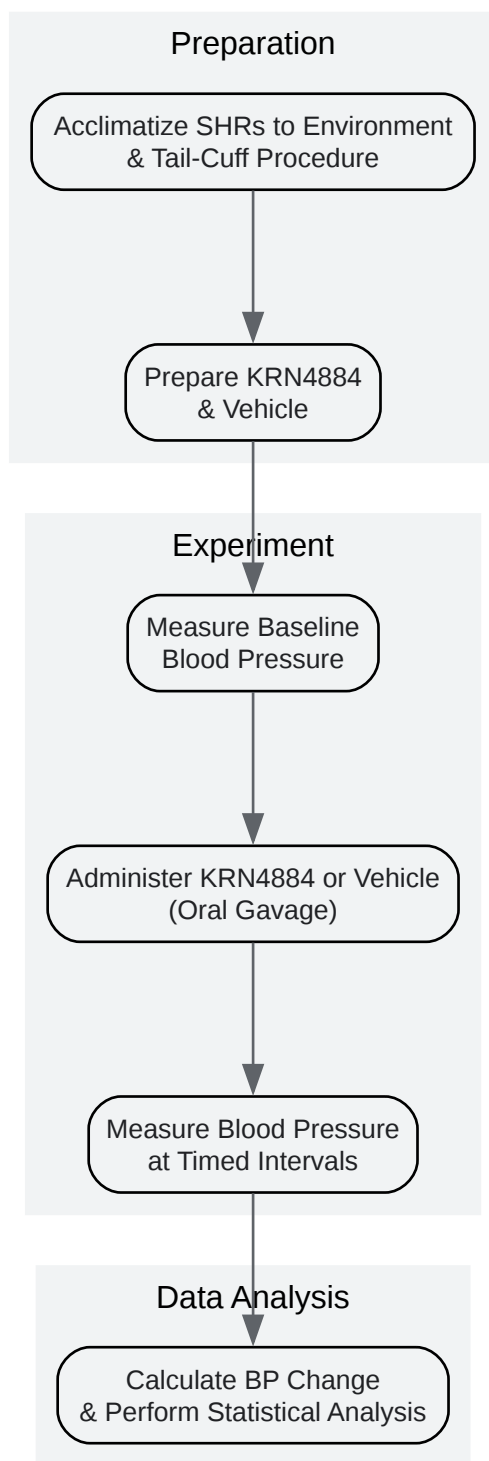 Preparation
Acclimatize SHRs to Environment
& Tail-Cuff Procedure
Prepare KRN4884
& Vehicle
Experiment
Measure Baseline
Blood Pressure
Administer KRN4884 or Vehicle
(Oral Gavage)
Measure Blood Pressure
at Timed Intervals
Data Analysis
Calculate BP Change
& Perform Statistical Analysis